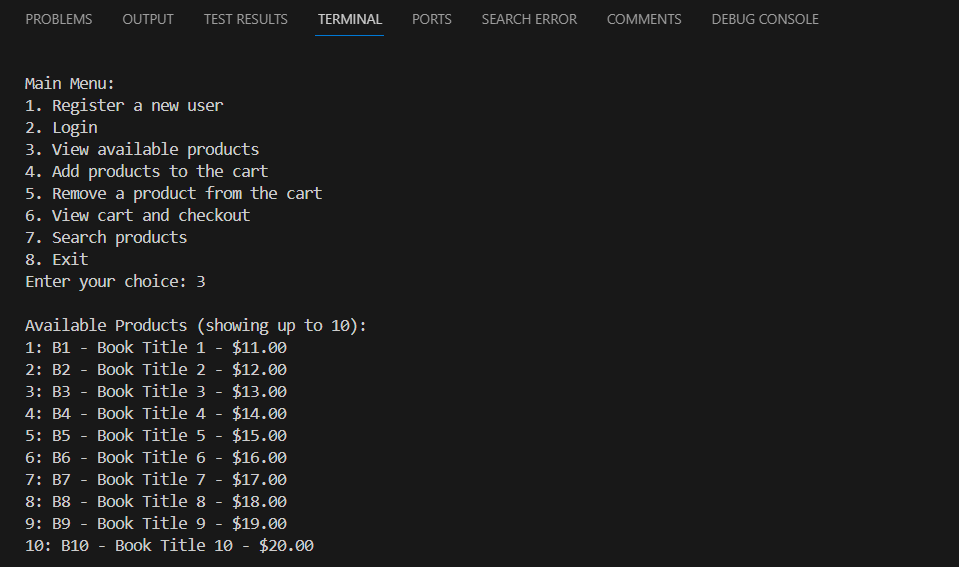 PROBLEMS OUTPUT TEST RESULTS TERMINAL PORTS SEARCH ERROR COMMENTS DEBUG CONSOLE
Main Menu:
1. Register a new user
2. Login
3. View available products
4. Add products to the cart
5. Remove a product from the cart
6. View cart and checkout
7. Search products
8. Exit
Enter your choice: 3
Available Products (showing up to 10):
1: B1 - Book Title 1 - $11.00
2: B2 - Book Title 2 - $12.00
3: B3 - Book Title 3 - $13.00
4: B4 - Book Title 4 - $14.00
5: B5 - Book Title 5 - $15.00
6: B6 - Book Title 6 - $16.00
7: B7 - Book Title 7 - $17.00
8: B8 - Book Title 8 - $18.00
9: B9 - Book Title 9 - $19.00
10: B10 - Book Title 10 - $20.00